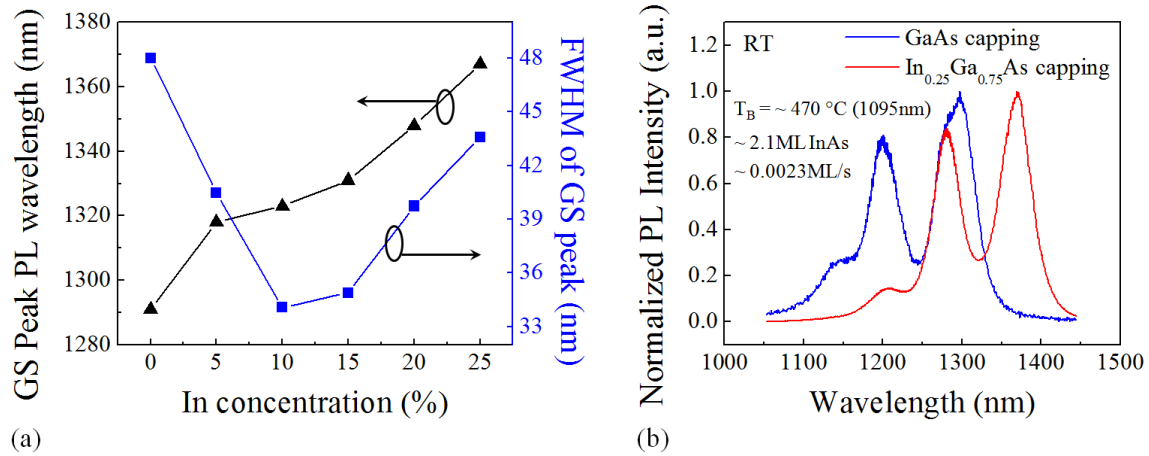 (a)
GS Peak PL wavelength (nm)
1380
1360
1340
1320
1300
1280
0 5 10 15 20 25
In concentration (%)
48
45
42
39
36
33
FWHM of GS peak (nm)
(b)
Normalized PL Intensity (a.u.)
1.2
1.0
0.8
0.6
0.4
0.2
0.0
RT
GaAs capping
In0.25Ga0.75As capping
TB = ~ 470 °C (1095nm)
~ 2.1ML InAs
~ 0.0023ML/s
1000 1100 1200 1300 1400 1500
Wavelength (nm)